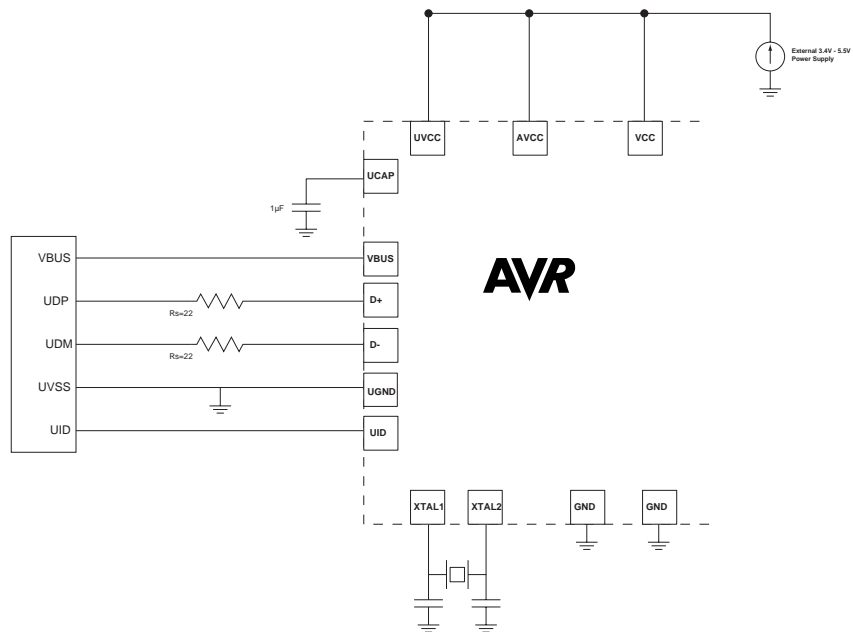 External 3.4V - 5.5V
Power Supply
UVCC
AVCC
VCC
UCAP
1µF
VBUS
VBUS
UDP
D+
Rs=22
UDM
D-
Rs=22
UVSS
UGND
UID
UID
AVR
XTAL1
XTAL2
GND
GND